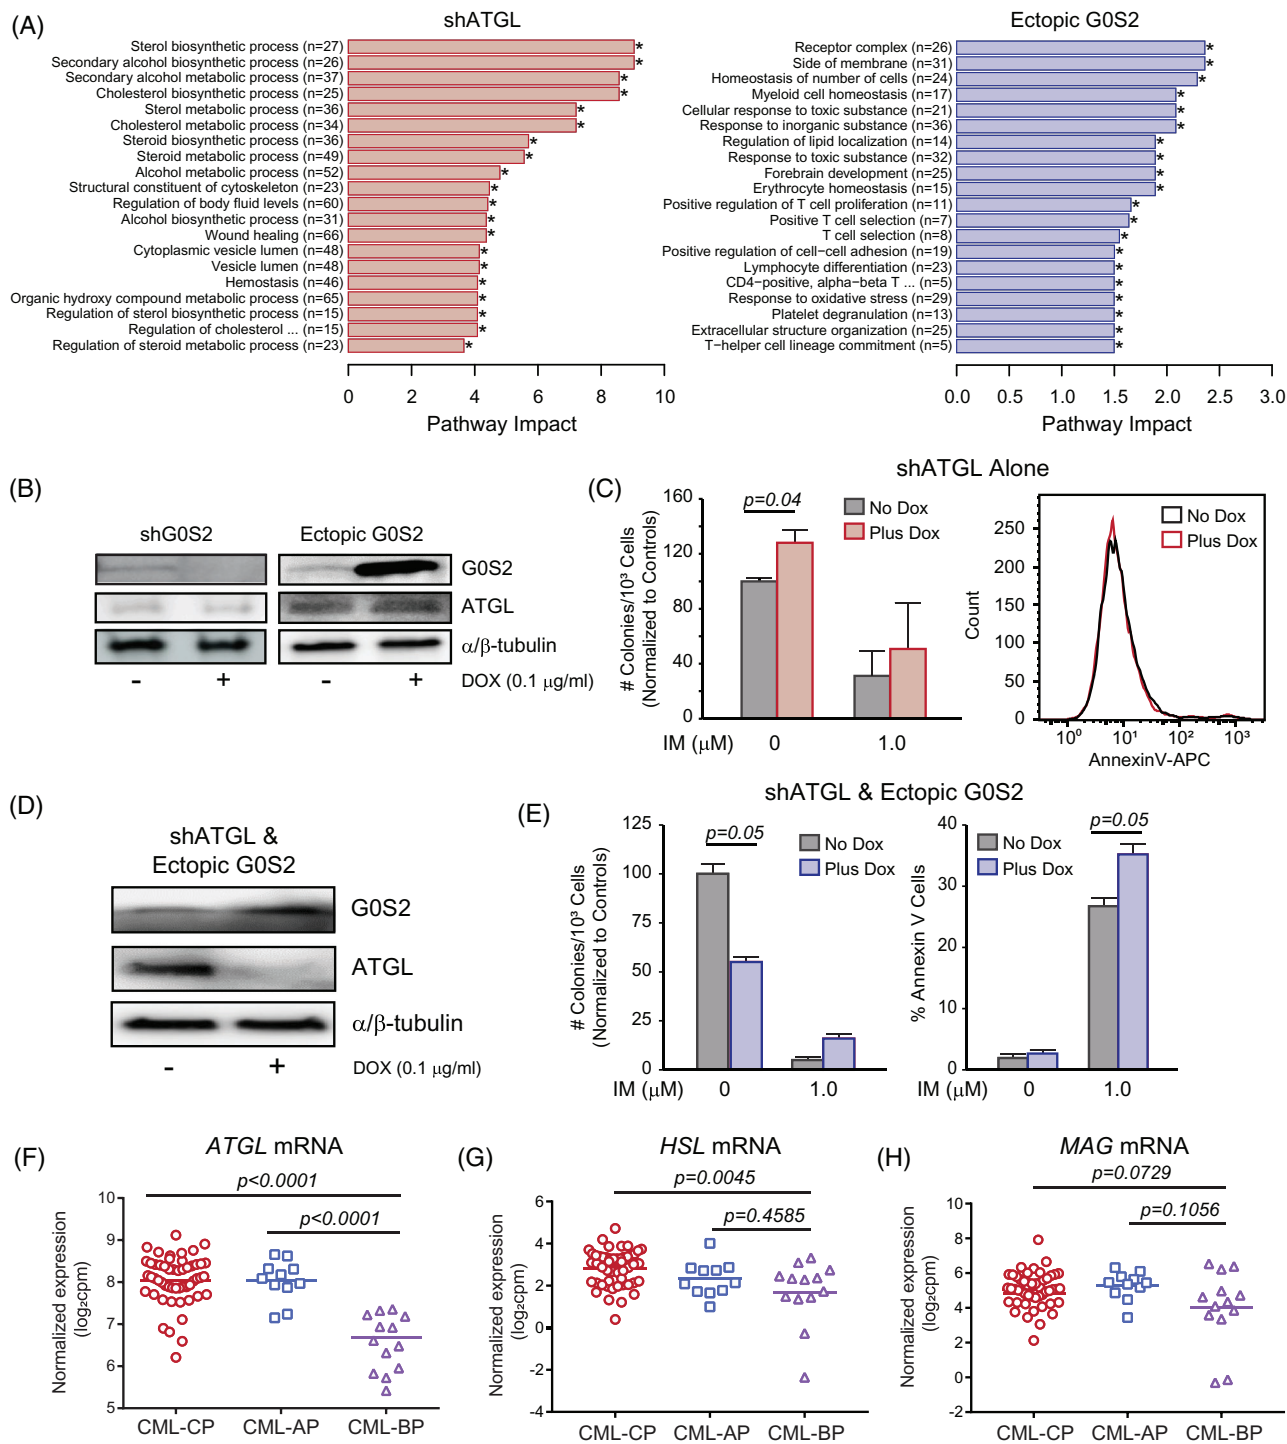 (A)
shATGL
Sterol biosynthetic process (n=27)
Secondary alcohol biosynthetic process (n=26)
Secondary alcohol metabolic process (n=37)
Cholesterol biosynthetic process (n=25)
Sterol metabolic process (n=36)
Cholesterol metabolic process (n=34)
Steroid biosynthetic process (n=36)
Steroid metabolic process (n=49)
Alcohol metabolic process (n=52)
Structural constituent of cytoskeleton (n=23)
Regulation of body fluid levels (n=60)
Alcohol biosynthetic process (n=31)
Wound healing (n=66)
Cytoplasmic vesicle lumen (n=48)
Vesicle lumen (n=48)
Hemostasis (n=46)
Organic hydroxy compound metabolic process (n=65)
Regulation of sterol biosynthetic process (n=15)
Regulation of cholesterol ... (n=15)
Regulation of steroid metabolic process (n=23)
* * * * * * * * * * * * * * * * * * * *
0 2 4 6 8 10
Pathway Impact
Ectopic G0S2
Receptor complex (n=26)
Side of membrane (n=31)
Homeostasis of number of cells (n=24)
Myeloid cell homeostasis (n=17)
Cellular response to toxic substance (n=21)
Response to inorganic substance (n=36)
Regulation of lipid localization (n=14)
Response to toxic substance (n=32)
Forebrain development (n=25)
Erythrocyte homeostasis (n=15)
Positive regulation of T cell proliferation (n=11)
Positive T cell selection (n=7)
T cell selection (n=8)
Positive regulation of cell−cell adhesion (n=19)
Lymphocyte differentiation (n=23)
CD4−positive, alpha−beta T ... (n=5)
Response to oxidative stress (n=29)
Platelet degranulation (n=13)
Extracellular structure organization (n=25)
T−helper cell lineage commitment (n=5)
* * * * * * * * * * * * * * * * * * * *
0.0 0.5 1.0 1.5 2.0 2.5 3.0
Pathway Impact
(B)
shG0S2
Ectopic G0S2
G0S2
ATGL
α/β-tubulin
- + - + DOX (0.1 μg/ml)
(C)
shATGL Alone
# Colonies/10³ Cells
(Normalized to Controls)
160
120
80
40
0
p=0.04
No Dox
Plus Dox
IM (μM) 0 1.0
Count
250
200
150
100
50
0
No Dox
Plus Dox
10⁰ 10¹ 10² 10³
AnnexinV-APC
(D)
shATGL &
Ectopic G0S2
G0S2
ATGL
α/β-tubulin
- + DOX (0.1 μg/ml)
(E)
shATGL & Ectopic G0S2
# Colonies/10³ Cells
(Normalized to Controls)
125
100
75
50
25
0
p=0.05
No Dox
Plus Dox
IM (μM) 0 1.0
% Annexin V Cells
40
30
20
10
0
p=0.05
No Dox
Plus Dox
IM (μM) 0 1.0
(F)
ATGL mRNA
p<0.0001
p<0.0001
Normalized expression
(log₂cpm)
10
9
8
7
6
5
CML-CP CML-AP CML-BP
(G)
HSL mRNA
p=0.0045
p=0.4585
Normalized expression
(log₂cpm)
6
4
2
0
-2
-4
CML-CP CML-AP CML-BP
(H)
MAG mRNA
p=0.0729
p=0.1056
Normalized expression
(log₂cpm)
10
8
6
4
2
0
-2
CML-CP CML-AP CML-BP